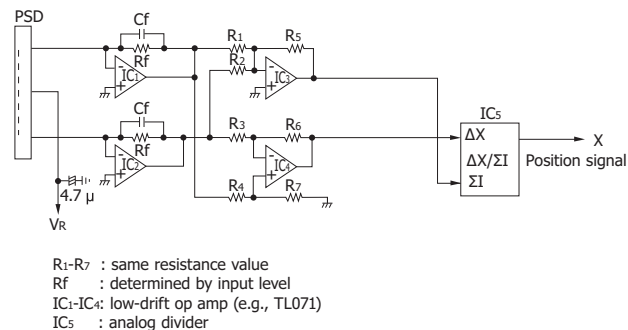 PSD
Cf
Rf
IC1
R1
R2
R5
IC3
Cf
Rf
IC2
R3
R6
IC4
R4
R7
4.7 μ
VR
IC5
ΔX
ΔX/ΣI
ΣI
X
Position signal
R1-R7 : same resistance value
Rf : determined by input level
IC1-IC4: low-drift op amp (e.g., TL071)
IC5 : analog divider